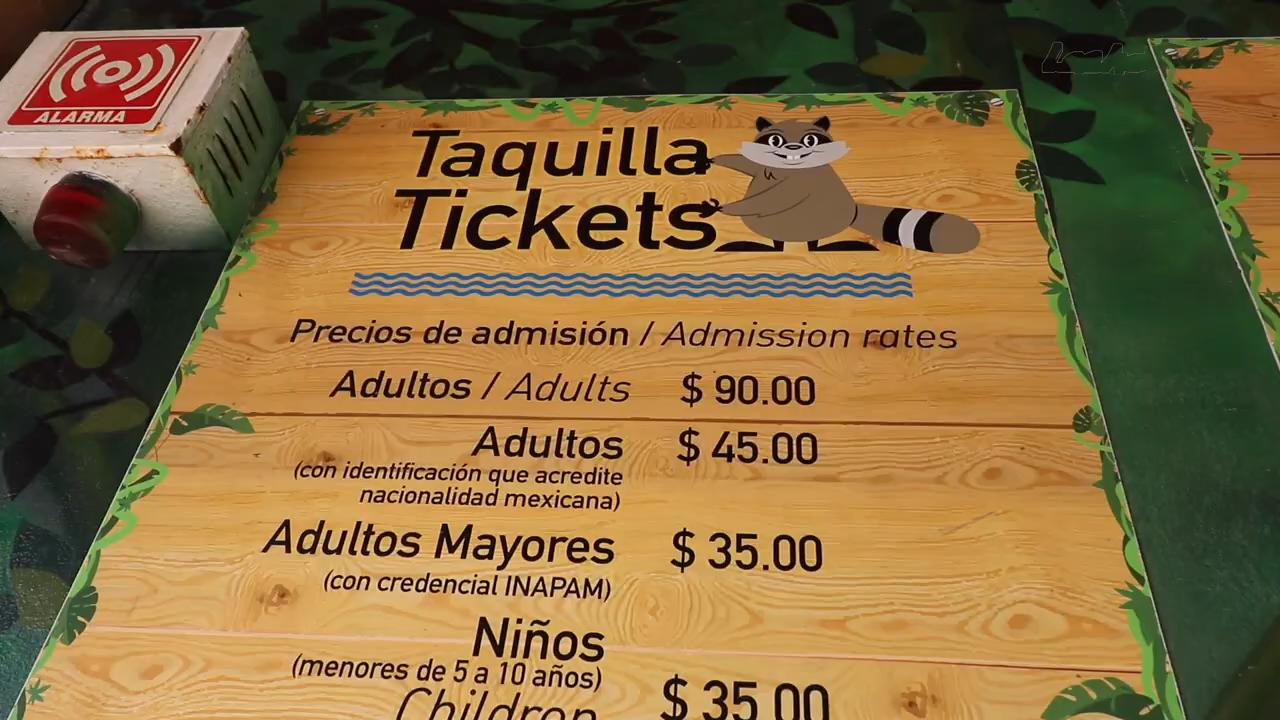 ALARMA
Taquilla
Tickets
Precios de admisión / Admission rates
Adultos / Adults $ 90.00
Adultos $ 45.00
(con identificación que acredite
nacionalidad mexicana)
Adultos Mayores $ 35.00
(con credencial INAPAM)
Niños
(menores de 5 a 10 años)
Children $ 35.00